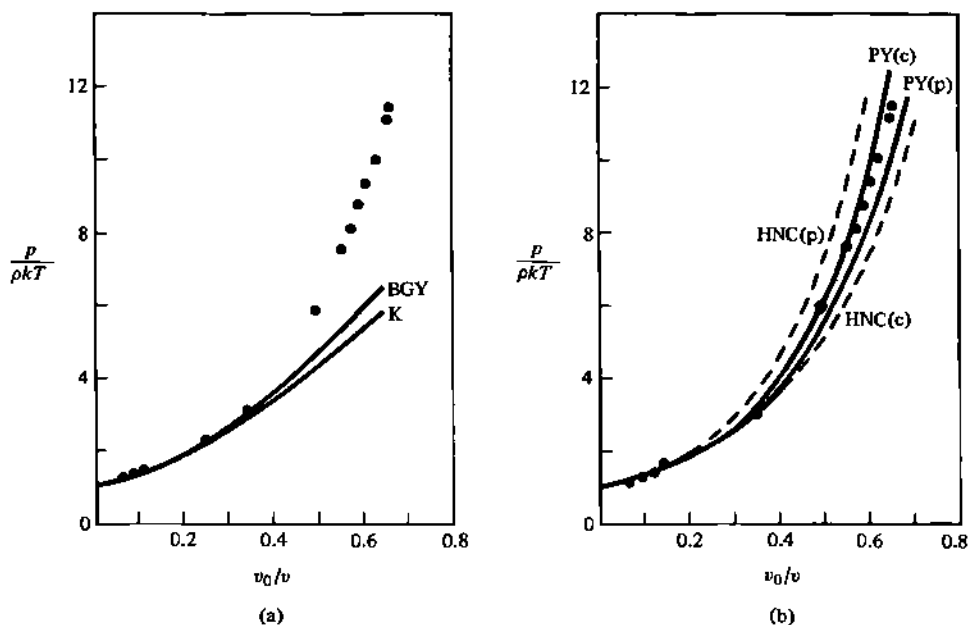 12
8
p
ρkT
BGY
K
4
0
0.2
0.4
0.6
0.8
v₀/v
(a)
PY(c)
PY(p)
12
8
HNC(p)
HNC(c)
4
0
0.2
0.4
0.6
0.8
v₀/v
(b)
p
ρkT